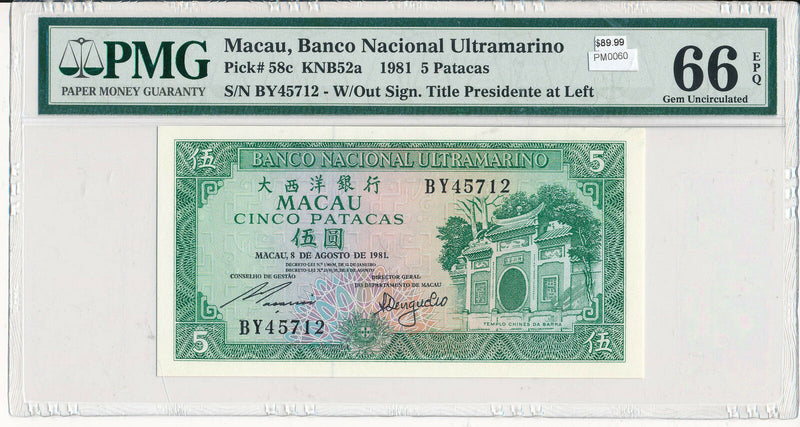 PMG
PAPER MONEY GUARANTY
Macau, Banco Nacional Ultramarino
Pick# 58c KNB52a 1981 5 Patacas
S/N BY45712 - W/Out Sign. Title Presidente at Left
$89.99
PM0060
66 EPQ
Gem Uncirculated
伍 BANCO NACIONAL ULTRAMARINO 5
大西洋銀行 BY45712
MACAU
CINCO PATACAS
伍圓
MACAU, 8 DE AGOSTO DE 1981.
CONSELHO DE GESTÃO
DIRECTOR GERAL
DO DEPARTAMENTO DE MACAU
BY45712
TEMPLO CHINES DA BARRA
5 伍